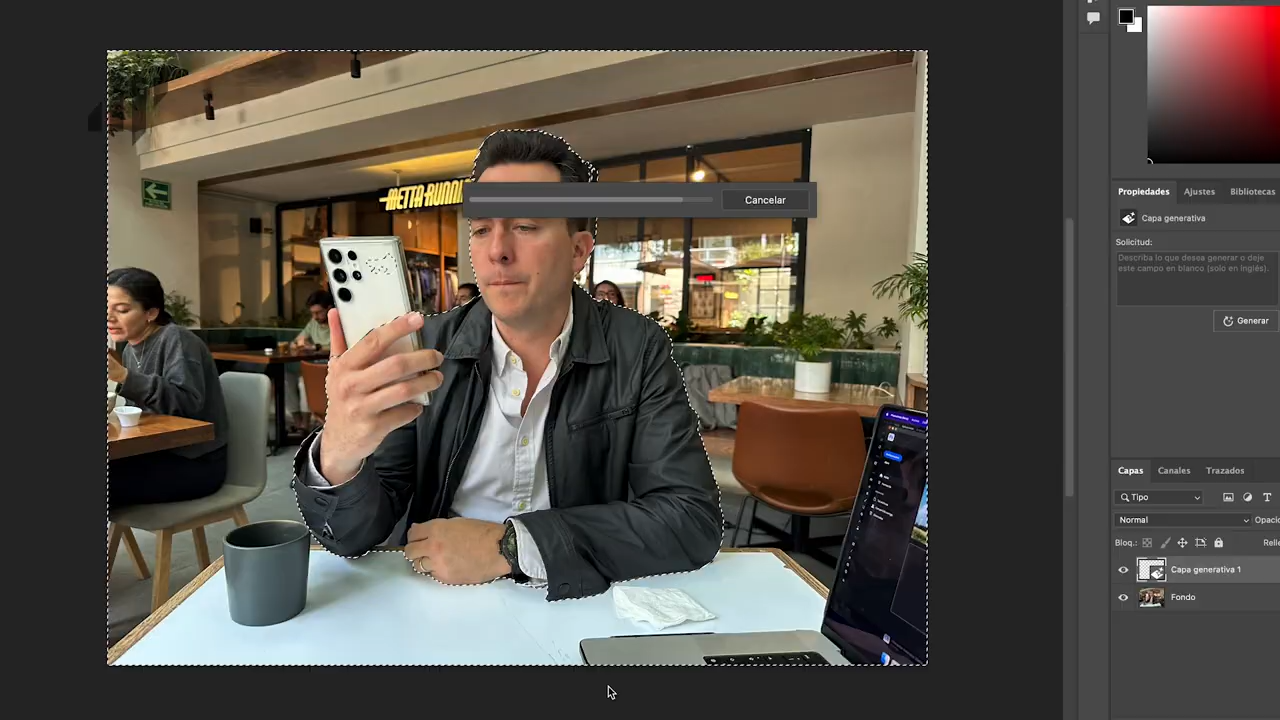 METTA RUNNI
Cancelar
Propiedades
Ajustes
Bibliotecas
Capa generativa
Solicitud:
Describa lo que desea generar o deje
este campo en blanco (solo en inglés).
Generar
Capas
Canales
Trazados
Tipo
Normal
Opacio
Bloq.:
Relle
Capa generativa 1
Fondo